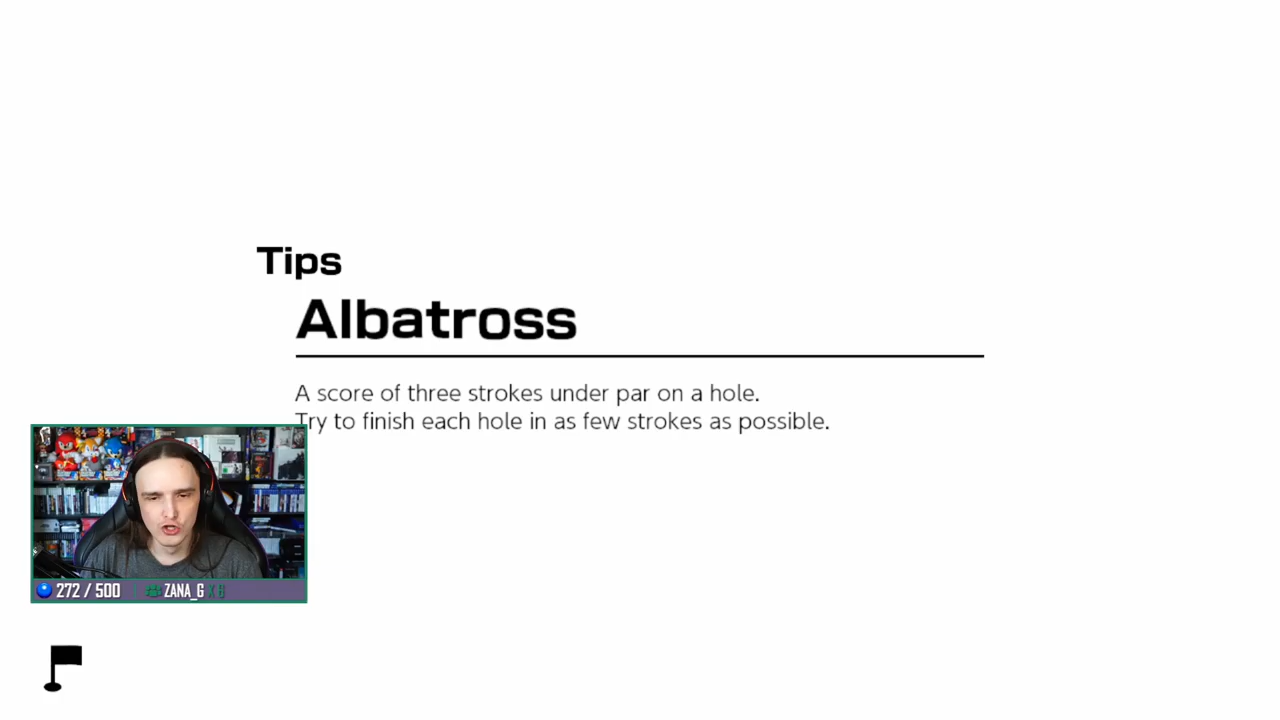 Tips
Albatross
A score of three strokes under par on a hole.
Try to finish each hole in as few strokes as possible.
272 / 500
ZANA_G X 8